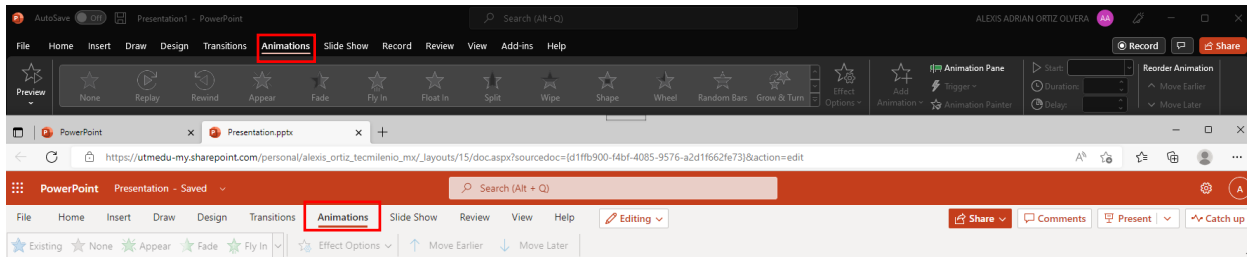 AutoSave Off Presentation1 - PowerPoint Search (Alt+Q) ALEXIS ADRIAN ORTIZ OLVERA AA
File Home Insert Draw Design Transitions Animations Slide Show Record Review View Add-ins Help Record Share
Preview None Replay Rewind Appear Fade Fly In Float In Split Wipe Shape Wheel Random Bars Grow & Turn Effect Options Add Animation Animation Pane Trigger Animation Painter Start: Duration: Delay: Reorder Animation Move Earlier Move Later
PowerPoint Presentation.pptx
https://utmedu-my.sharepoint.com/personal/alexis_ortiz_tecmilenio_mx/_layouts/15/doc.aspx?sourcedoc={d1ffb900-f4bf-4085-9576-a2d1f662fe73}&action=edit
PowerPoint Presentation - Saved Search (Alt + Q) A
File Home Insert Draw Design Transitions Animations Slide Show Review View Help Editing Share Comments Present Catch up
Existing None Appear Fade Fly In Effect Options Move Earlier Move Later